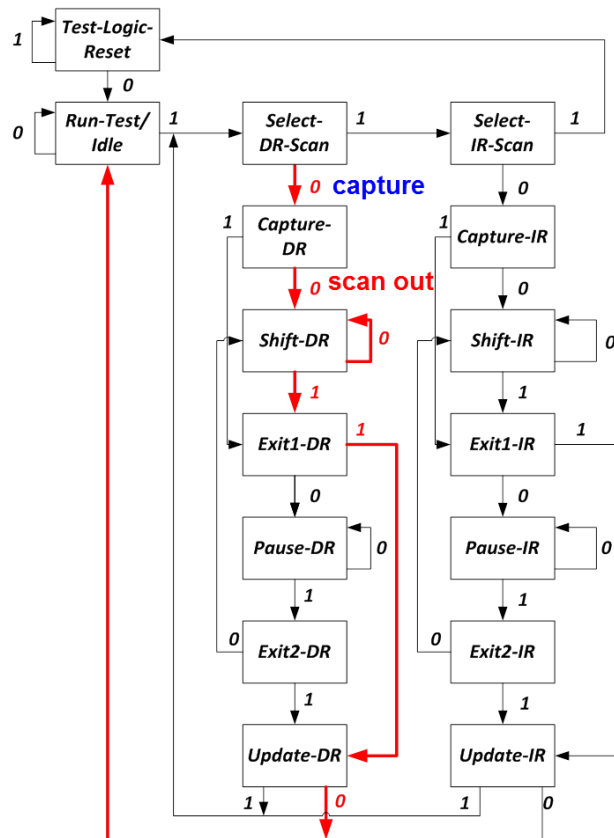 Test-Logic-
Reset
1
0
Run-Test/
Idle
0
1
Select-
DR-Scan
1
Select-
IR-Scan
1
0
capture
0
1
Capture-
DR
1
Capture-IR
0
scan out
0
Shift-DR
0
Shift-IR
0
1
1
Exit1-DR
1
Exit1-IR
1
0
0
Pause-DR
0
Pause-IR
0
1
1
0
Exit2-DR
0
Exit2-IR
1
1
Update-DR
Update-IR
1
0
1
0